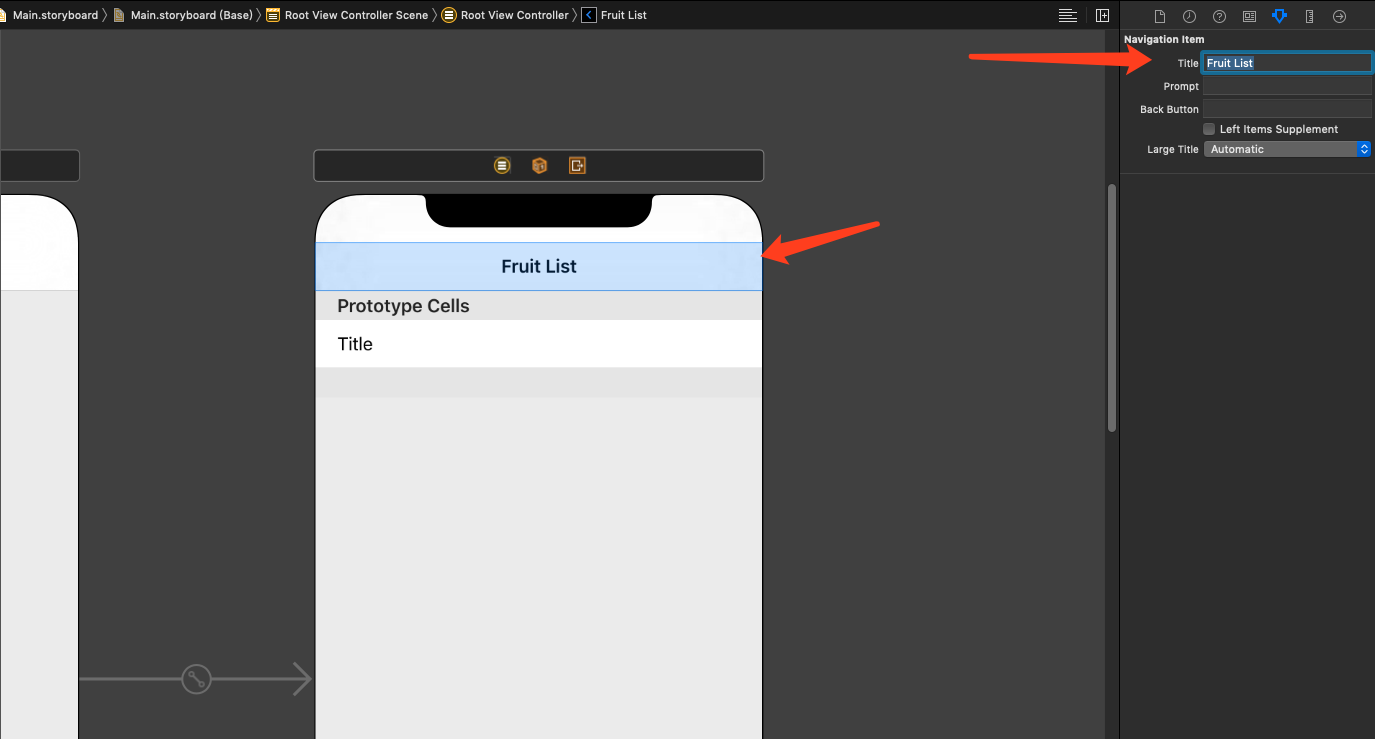 Main.storyboard Main.storyboard (Base) Root View Controller Scene Root View Controller Fruit List
Navigation Item
Title Fruit List
Prompt
Back Button
Left Items Supplement
Large Title Automatic
Fruit List
Prototype Cells
Title